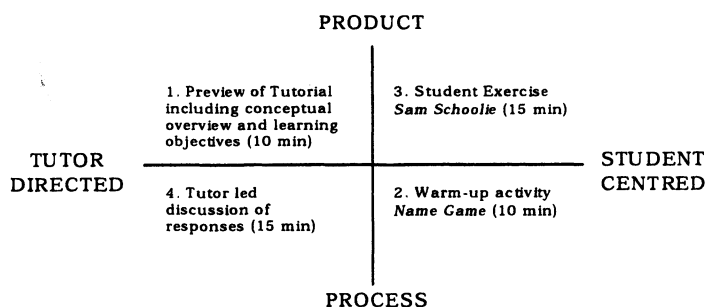 PRODUCT
1. Preview of Tutorial
including conceptual
overview and learning
objectives (10 min)
3. Student Exercise
Sam Schoolie (15 min)
TUTOR
DIRECTED
STUDENT
CENTRED
4. Tutor led
discussion of
responses (15 min)
2. Warm-up activity
Name Game (10 min)
PROCESS